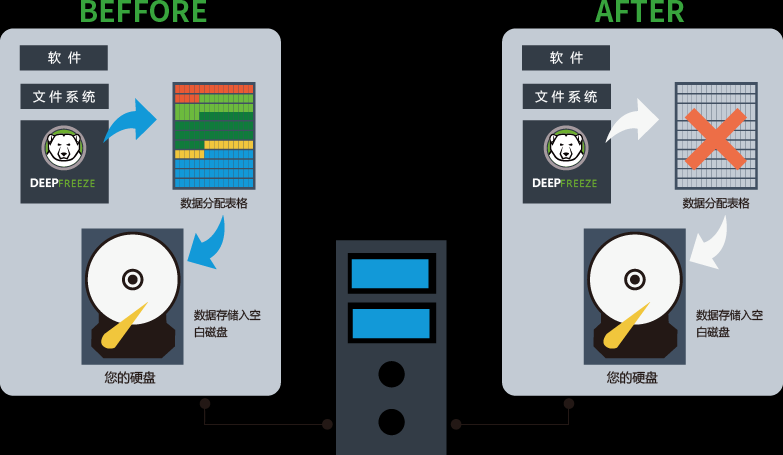 BEFFORE
软件
文件系统
DEEPFREEZE
数据分配表格
数据存储入空
白磁盘
您的硬盘
AFTER
软件
文件系统
DEEPFREEZE
数据分配表格
数据存储入空
白磁盘
您的硬盘